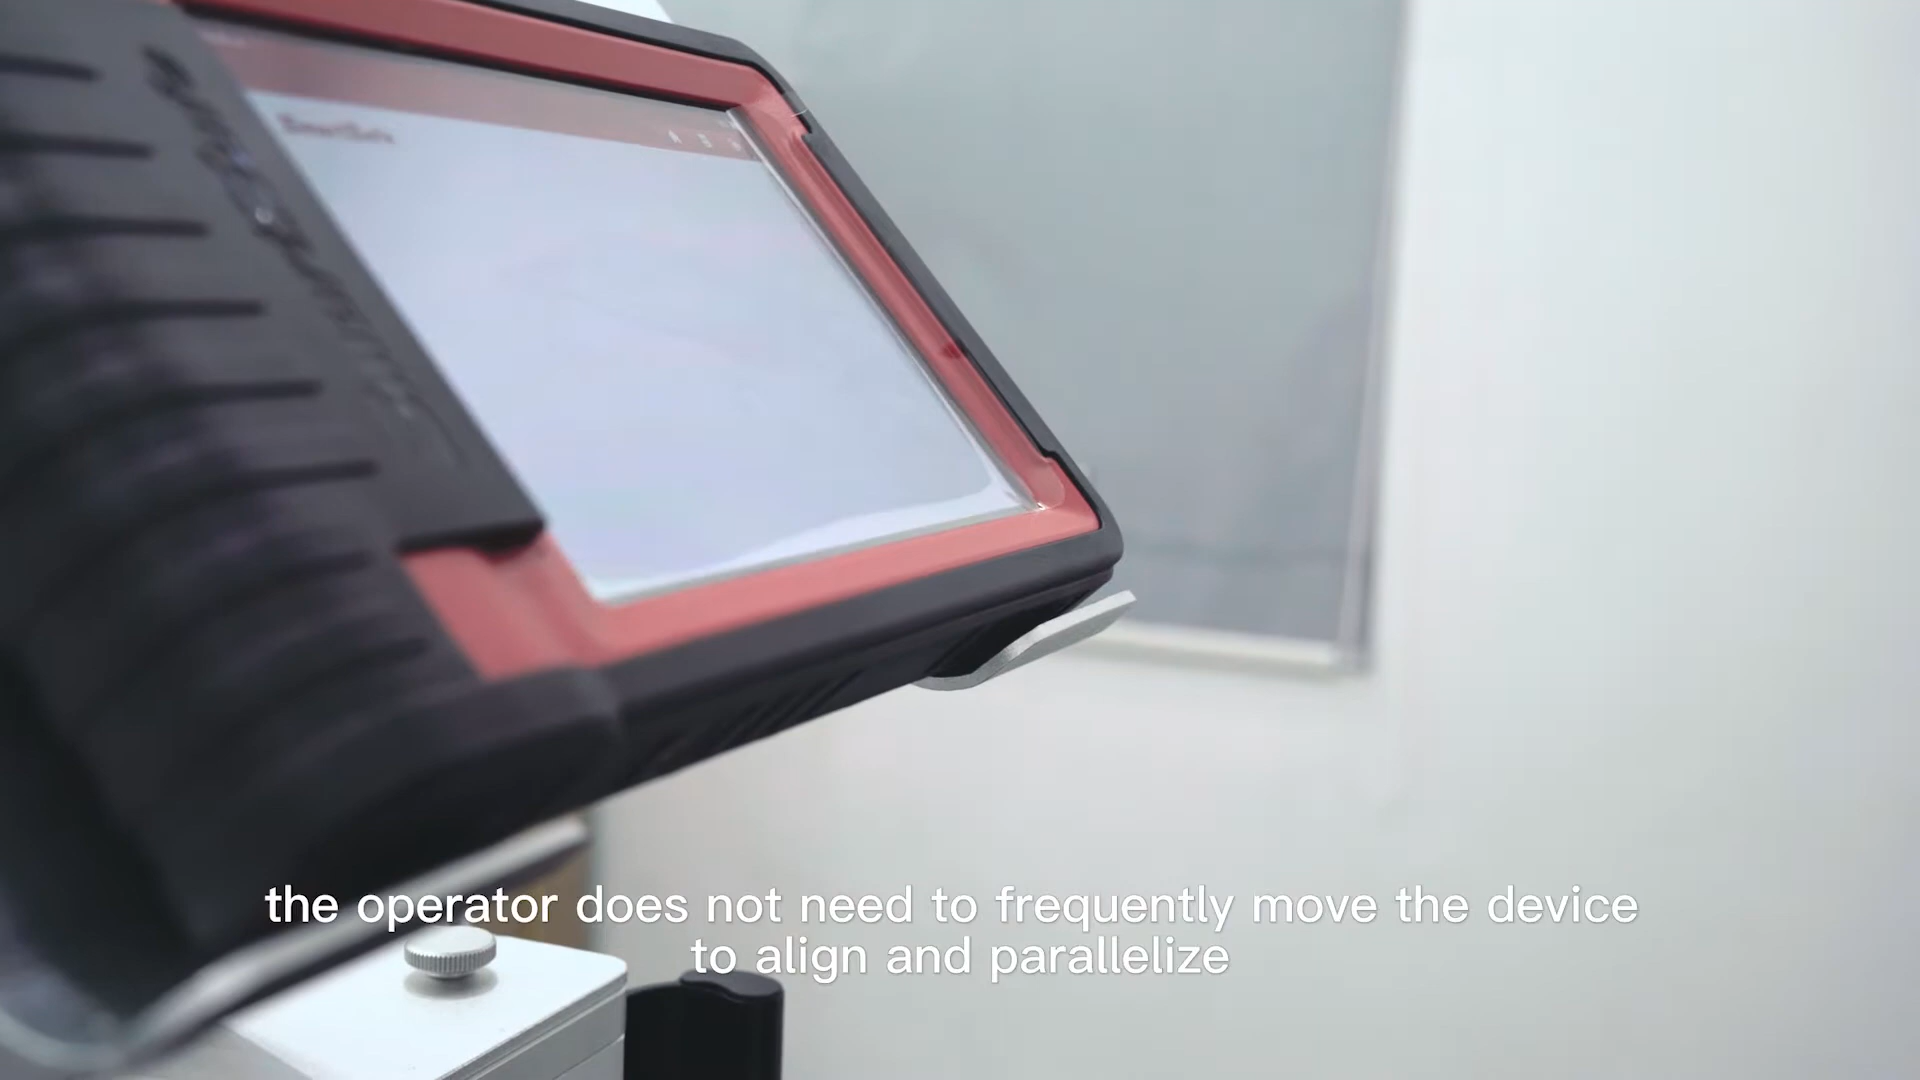 the operator does not need to frequently move the device
to align and parallelize